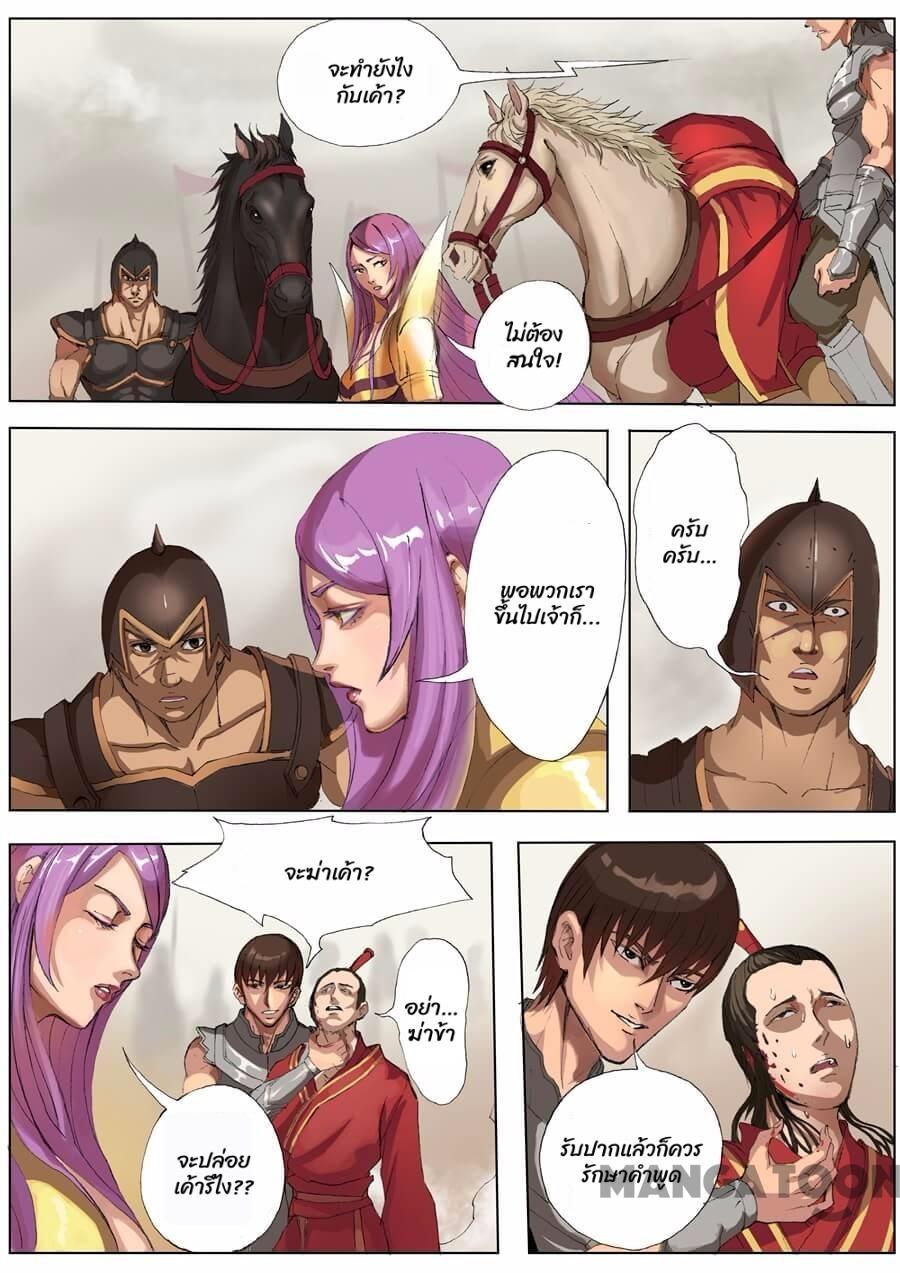 จะทำยังไง
กับเค้า?
ไม่ต้อง
สนใจ!
พอพวกเรา
ขึ้นไปเจ้าก็...
ครับ
ครับ...
จะฆ่าเค้า?
อย่า...
ฆ่าข้า
จะปล่อย
เค้ารึไง??
รับปากแล้วก็ควร
รักษาคำพูด
MANGATOON